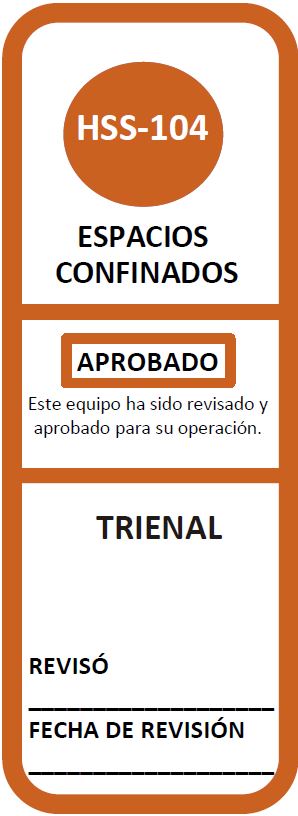 HSS-104
ESPACIOS
CONFINADOS
APROBADO
Este equipo ha sido revisado y
aprobado para su operación.
TRIENAL
REVISÓ
FECHA DE REVISIÓN